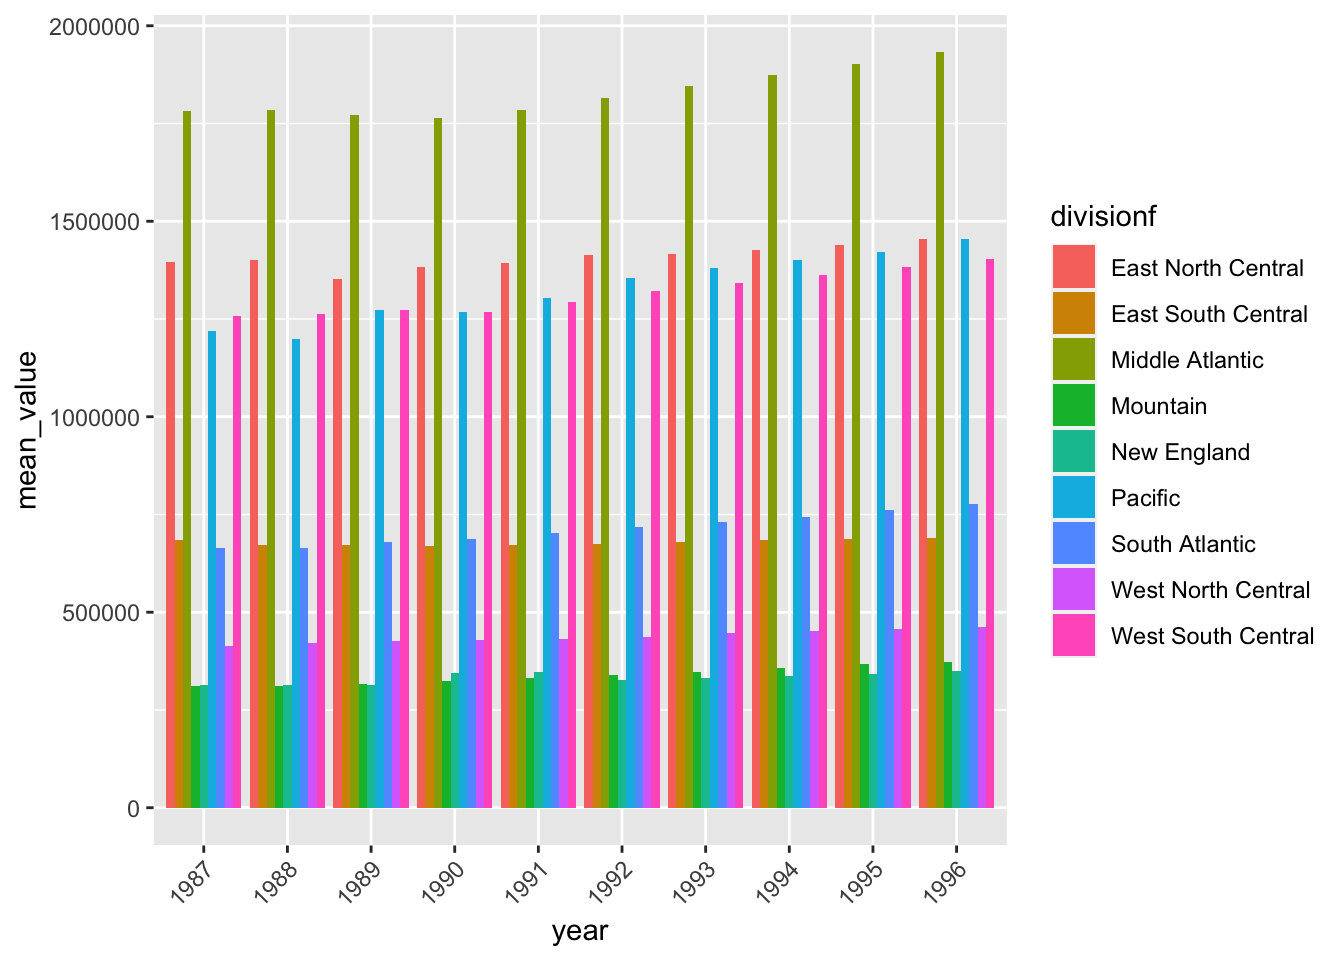 2000000
1500000
1000000
500000
0
mean_value
1987
1988
1989
1990
1991
1992
1993
1994
1995
1996
year
divisionf
East North Central
East South Central
Middle Atlantic
Mountain
New England
Pacific
South Atlantic
West North Central
West South Central